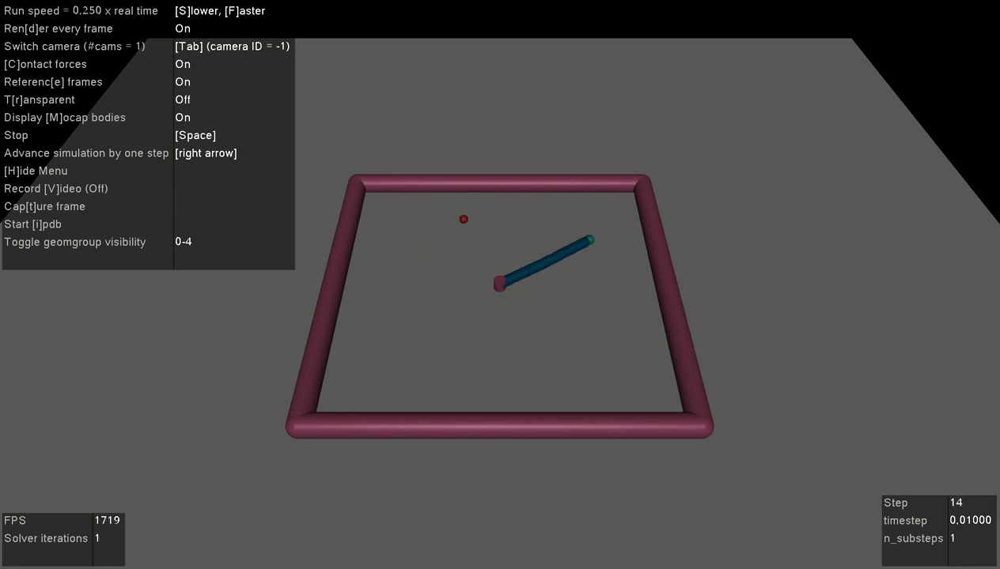 Run speed = 0.250 x real time [S]lower, [F]aster
Ren[d]er every frame On
Switch camera (#cams = 1) [Tab] (camera ID = -1)
[C]ontact forces On
Referenc[e] frames On
T[r]ansparent Off
Display [M]ocap bodies On
Stop [Space]
Advance simulation by one step [right arrow]
[H]ide Menu
Record [V]ideo (Off)
Cap[t]ure frame
Start [i]pdb
Toggle geomgroup visibility 0-4
FPS 1719
Solver iterations 1
Step 14
timestep 0.01000
n_substeps 1